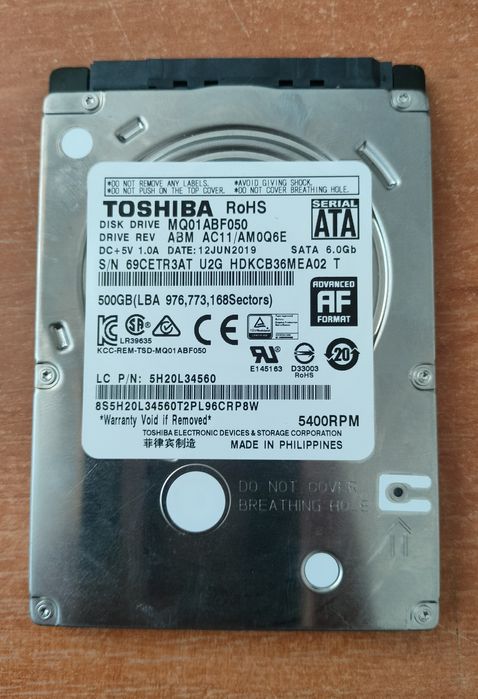 *DO NOT REMOVE ANY LABELS. *AVOID GIVING SHOCK.
*DO NOT PUSH ON THE TOP COVER. *DO NOT COVER BREATHING HOLE.
TOSHIBA RoHS
SERIAL
SATA
DISK DRIVE MQ01ABF050
DRIVE REV ABM AC11/AM0Q6E
DC+5V 1.0A DATE:12JUN2019 SATA 6.0Gb
S/N 69CETR3AT U2G HDKCB36MEA02 T
500GB(LBA 976,773,168Sectors)
ADVANCED
AF
FORMAT
LR39635
KCC-REM-TSD-MQ01ABF050
E145163
D33003
RoHS
20
LC P/N: 5H20L34560
8S5H20L34560T2PL96CRP8W
*Warranty Void if Removed*
5400RPM
TOSHIBA ELECTRONIC DEVICES & STORAGE CORPORATION
菲律宾制造 MADE IN PHILIPPINES
DO NOT COVER
BREATHING HOLE